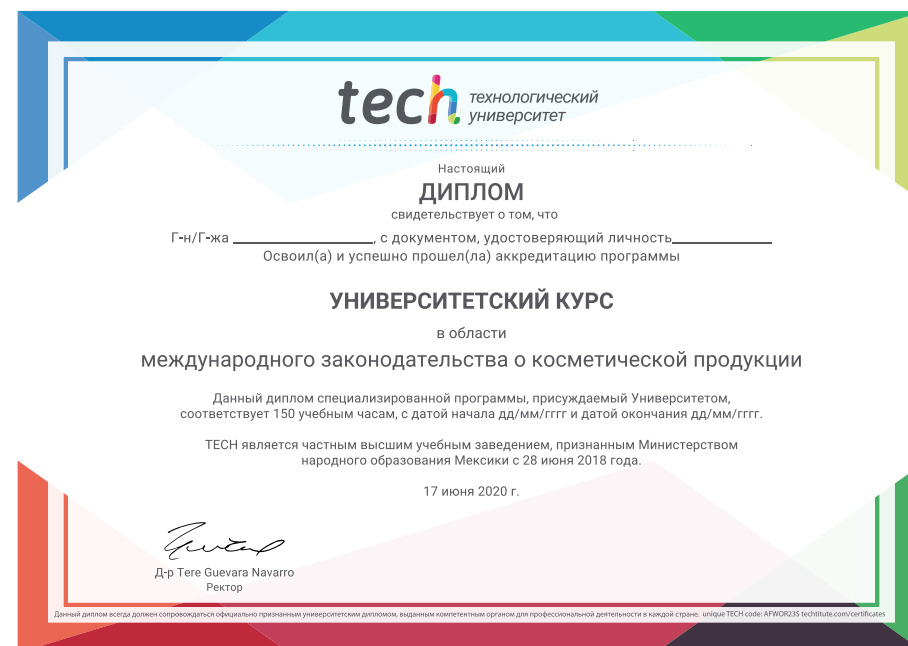 tech технологический
университет
Настоящий
ДИПЛОМ
свидетельствует о том, что
Г-н/Г-жа ____________, с документом, удостоверяющий личность____________
Освоил(а) и успешно прошел(ла) аккредитацию программы
УНИВЕРСИТЕТСКИЙ КУРС
в области
международного законодательства о косметической продукции
Данный диплом специализированной программы, присуждаемый Университетом,
соответствует 150 учебным часам, с датой начала дд/мм/гггг и датой окончания дд/мм/гггг.
TECH является частным высшим учебным заведением, признанным Министерством
народного образования Мексики с 28 июня 2018 года.
17 июня 2020 г.
Д-р Tere Guevara Navarro
Ректор
Данный диплом всегда должен сопровождаться официально признанным университетским дипломом, выданным компетентным органом для профессиональной деятельности в каждой стране. unique TECH code: AFWOR23S techtitute.com/certificates